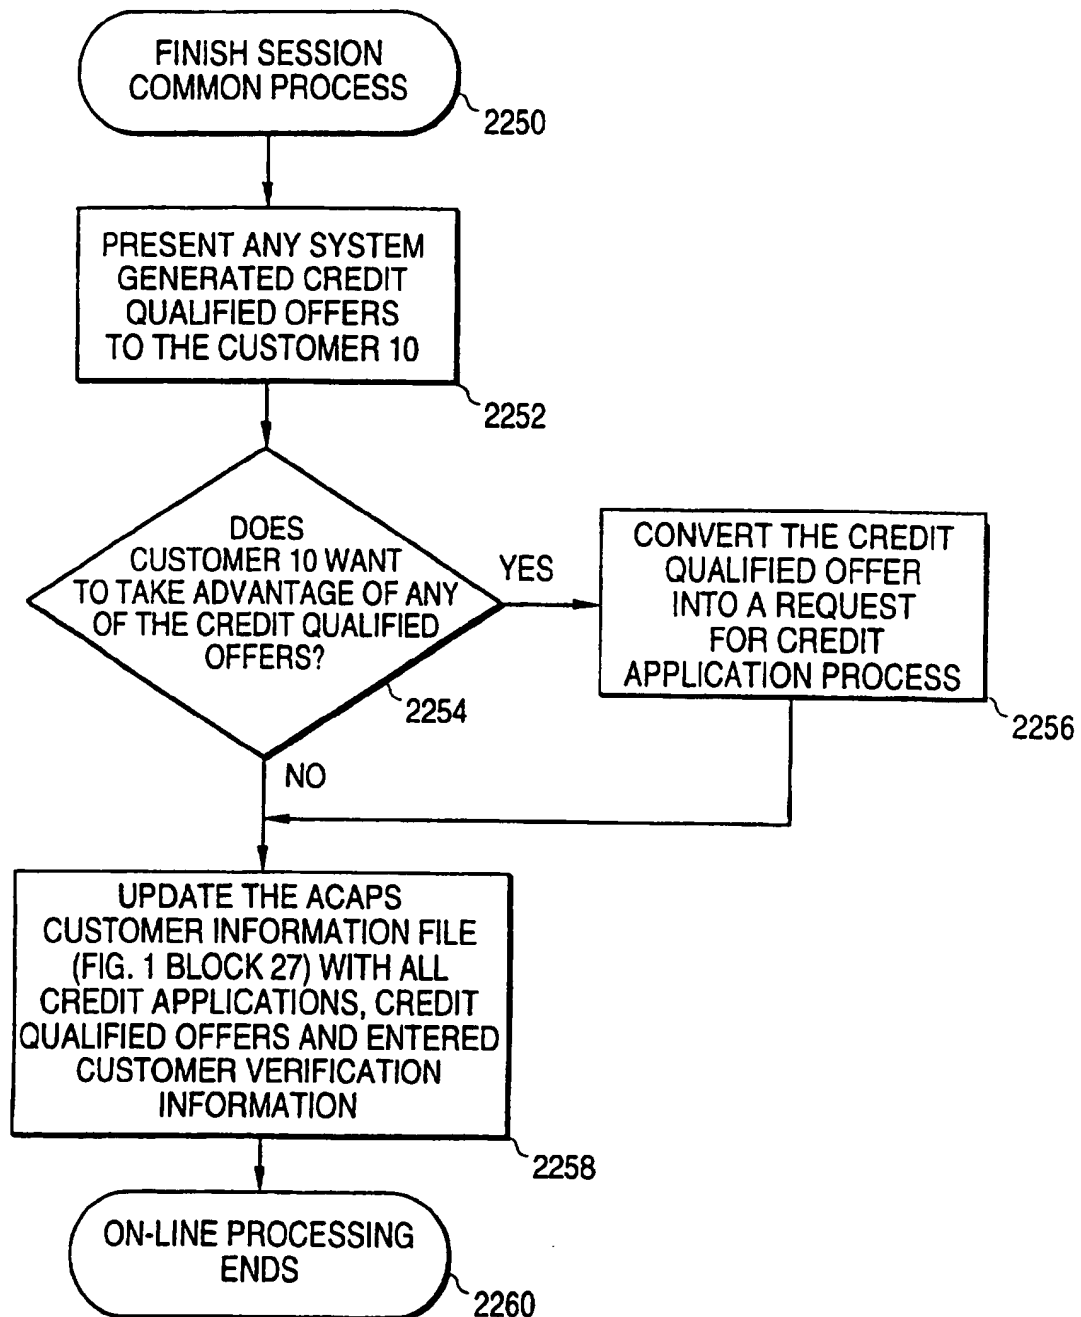 FINISH SESSION
COMMON PROCESS
2250
PRESENT ANY SYSTEM
GENERATED CREDIT
QUALIFIED OFFERS
TO THE CUSTOMER 10
2252
DOES
CUSTOMER 10 WANT
TO TAKE ADVANTAGE OF ANY
OF THE CREDIT QUALIFIED
OFFERS?
2254
YES
CONVERT THE CREDIT
QUALIFIED OFFER
INTO A REQUEST
FOR CREDIT
APPLICATION PROCESS
2256
NO
UPDATE THE ACAPS
CUSTOMER INFORMATION FILE
(FIG. 1 BLOCK 27) WITH ALL
CREDIT APPLICATIONS, CREDIT
QUALIFIED OFFERS AND ENTERED
CUSTOMER VERIFICATION
INFORMATION
2258
ON-LINE PROCESSING
ENDS
2260